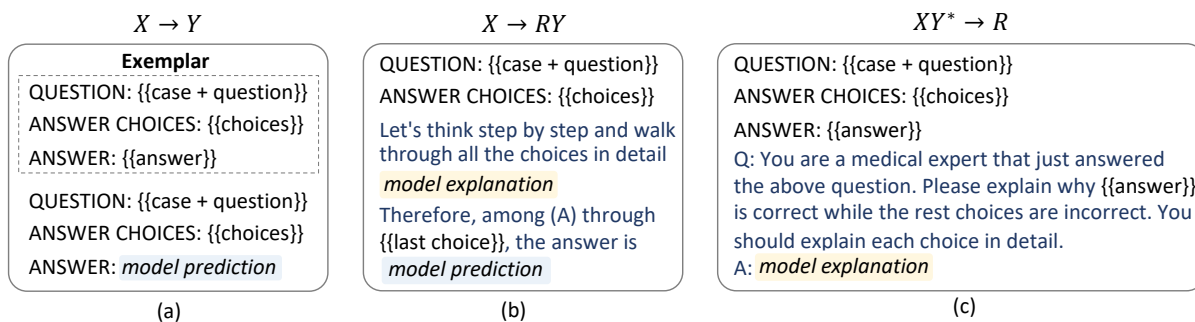 X → Y
Exemplar
QUESTION: {{case + question}}
ANSWER CHOICES: {{choices}}
ANSWER: {{answer}}
QUESTION: {{case + question}}
ANSWER CHOICES: {{choices}}
ANSWER: model prediction
(a)
X → RY
QUESTION: {{case + question}}
ANSWER CHOICES: {{choices}}
Let's think step by step and walk
through all the choices in detail
model explanation
Therefore, among (A) through
{{last choice}}, the answer is
model prediction
(b)
XY* → R
QUESTION: {{case + question}}
ANSWER CHOICES: {{choices}}
ANSWER: {{answer}}
Q: You are a medical expert that just answered
the above question. Please explain why {{answer}}
is correct while the rest choices are incorrect. You
should explain each choice in detail.
A: model explanation
(c)